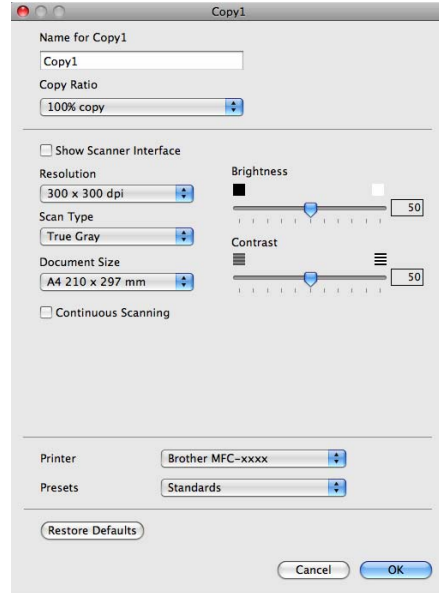 Copy1
Name for Copy1
Copy1
Copy Ratio
100% copy
Show Scanner Interface
Resolution
300 x 300 dpi
Scan Type
True Gray
Document Size
A4 210 x 297 mm
Continuous Scanning
Brightness
50
Contrast
50
Printer
Brother MFC-xxxx
Presets
Standards
Restore Defaults
Cancel
OK